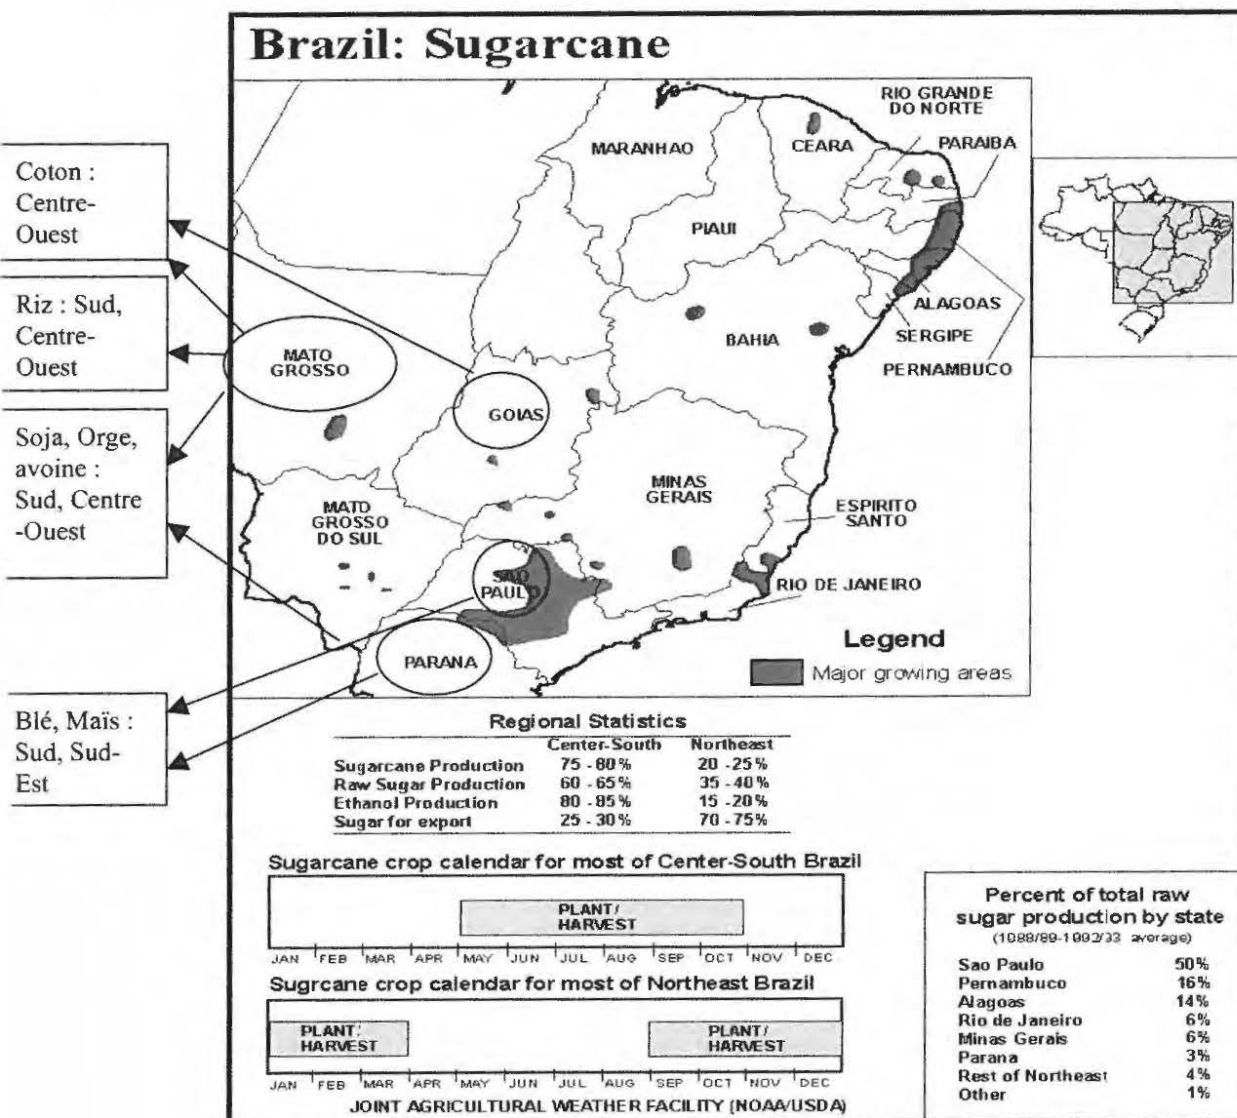 Brazil: Sugarcane
Coton :
Centre-
Ouest
Riz : Sud,
Centre-
Ouest
Soja, Orge,
avoine :
Sud, Centre
-Ouest
Blé, Maïs :
Sud, Sud-
Est
RIO GRANDE
DO NORTE
MARANHAO
CEARA
PARAIBA
PIAUI
ALAGOAS
SERGIPE
BAHIA
PERNAMBUCO
MATO
GROSSO
GOIAS
MINAS
GERAIS
MATO
GROSSO
DO SUL
ESPIRITO
SANTO
SAO
PAULO
RIO DE JANEIRO
PARANA
Legend
Major growing areas
Regional Statistics
Center-South Northeast
Sugarcane Production 75 - 80% 20 - 25%
Raw Sugar Production 60 - 65% 35 - 40%
Ethanol Production 80 - 85% 15 - 20%
Sugar for export 25 - 30% 70 - 75%
Sugarcane crop calendar for most of Center-South Brazil
PLANT/
HARVEST
JAN FEB MAR APR MAY JUN JUL AUG SEP OCT NOV DEC
Sugrcane crop calendar for most of Northeast Brazil
PLANT/
HARVEST
PLANT/
HARVEST
JAN FEB MAR APR MAY JUN JUL AUG SEP OCT NOV DEC
JOINT AGRICULTURAL WEATHER FACILITY (NOAA/USDA)
Percent of total raw
sugar production by state
average)
Sao Paulo 50%
Pernambuco 16%
Alagoas 14%
Rio de Janeiro 6%
Minas Gerais 6%
Parana 3%
Rest of Northeast 4%
Other 1%